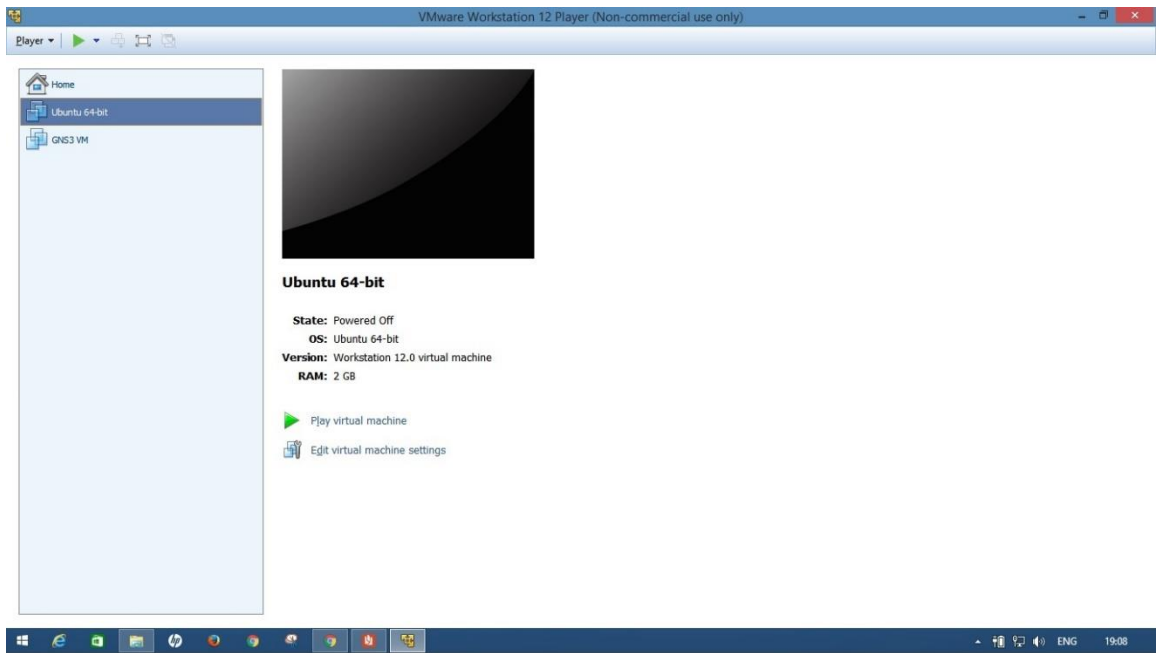 VMware Workstation 12 Player (Non-commercial use only)
Player
Home
Ubuntu 64-bit
GNS3 VM
Ubuntu 64-bit
State: Powered Off
OS: Ubuntu 64-bit
Version: Workstation 12.0 virtual machine
RAM: 2 GB
Play virtual machine
Edit virtual machine settings
hp
ENG 19:08